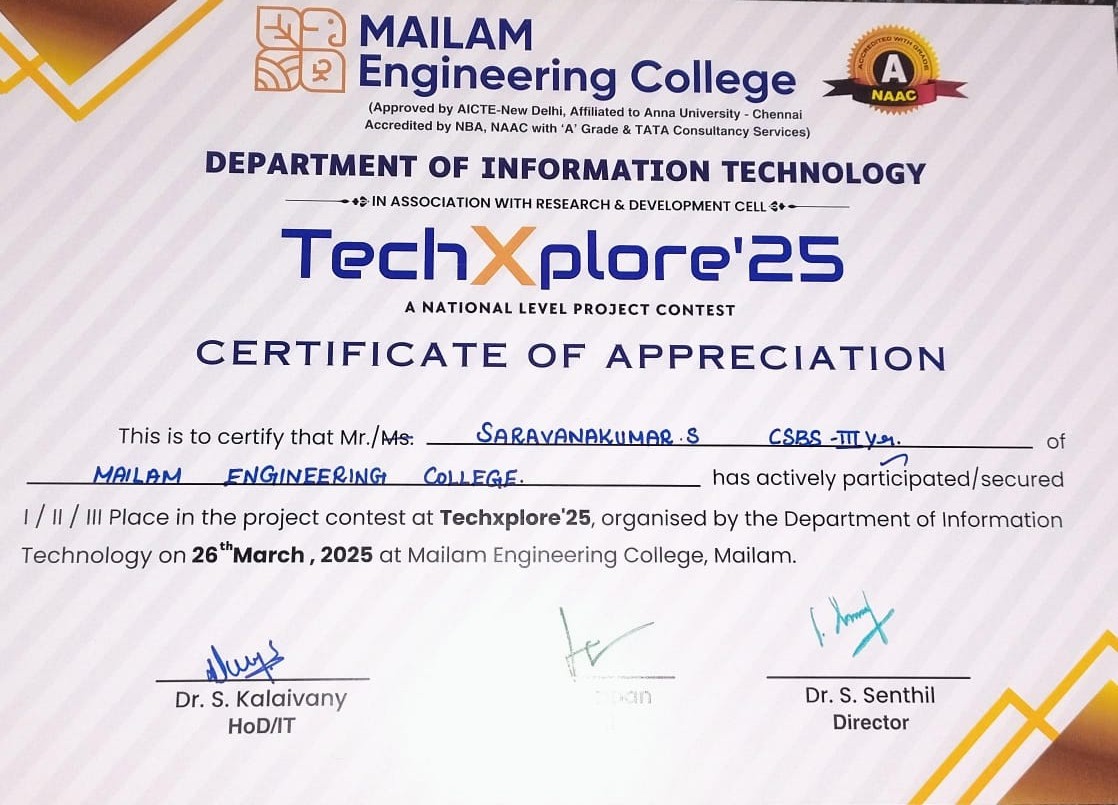 MAILAM
Engineering College
(Approved by AICTE-New Delhi, Affiliated to Anna University - Chennai
Accredited by NBA, NAAC with ‘A’ Grade & TATA Consultancy Services)
ACCREDITED WITH GRADE
A
NAAC
DEPARTMENT OF INFORMATION TECHNOLOGY
IN ASSOCIATION WITH RESEARCH & DEVELOPMENT CELL
TechXplore'25
A NATIONAL LEVEL PROJECT CONTEST
CERTIFICATE OF APPRECIATION
This is to certify that Mr./Ms. SARAVANAKUMAR.S CSBS -III Yr. of
MAILAM ENGINEERING COLLEGE. has actively participated/secured
I / II / III Place in the project contest at Techxplore'25, organised by the Department of Information
Technology on 26thMarch , 2025 at Mailam Engineering College, Mailam.
Dr. S. Kalaivany
HoD/IT
Dr. S. Senthil
Director